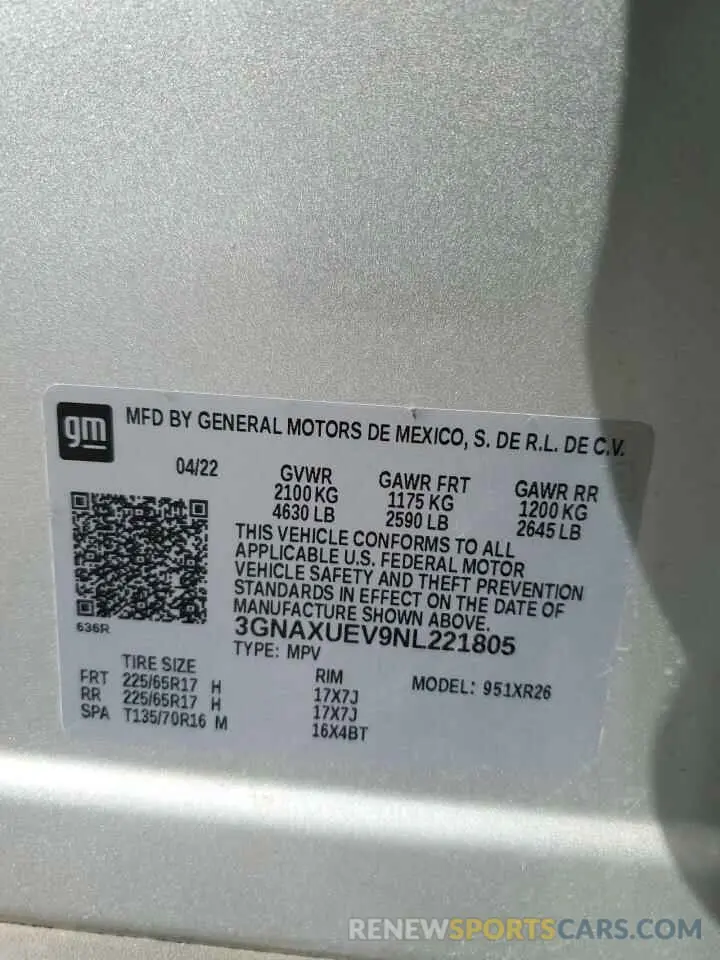 gm
MFD BY GENERAL MOTORS DE MEXICO, S. DE R.L. DE C.V.
04/22
GVWR
2100 KG
4630 LB
GAWR FRT
1175 KG
2590 LB
GAWR RR
1200 KG
2645 LB
THIS VEHICLE CONFORMS TO ALL
APPLICABLE U.S. FEDERAL MOTOR
VEHICLE SAFETY AND THEFT PREVENTION
STANDARDS IN EFFECT ON THE DATE OF
MANUFACTURE SHOWN ABOVE.
636R
3GNAXUEV9NL221805
TYPE: MPV
TIRE SIZE
RIM
MODEL: 951XR26
FRT 225/65R17 H 17X7J
RR 225/65R17 H 17X7J
SPA T135/70R16 M 16X4BT
RENEWSPORTSCARS.COM